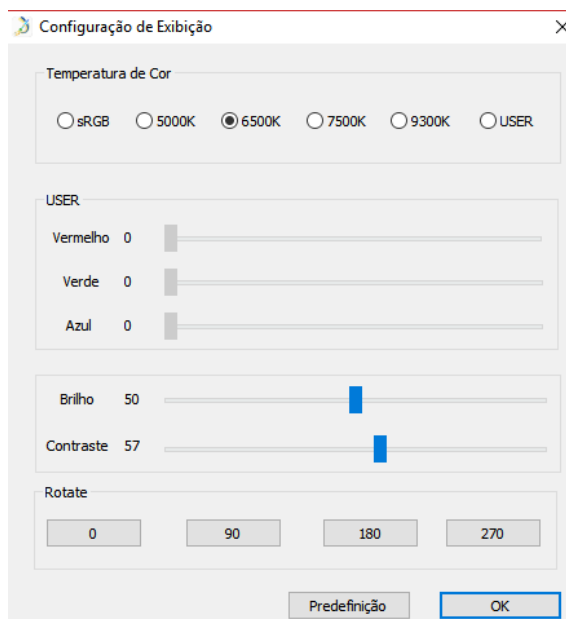 Configuração de Exibição
Temperatura de Cor
sRGB 5000K 6500K 7500K 9300K USER
USER
Vermelho 0
Verde 0
Azul 0
Brilho 50
Contraste 57
Rotate
0 90 180 270
Predefinição OK